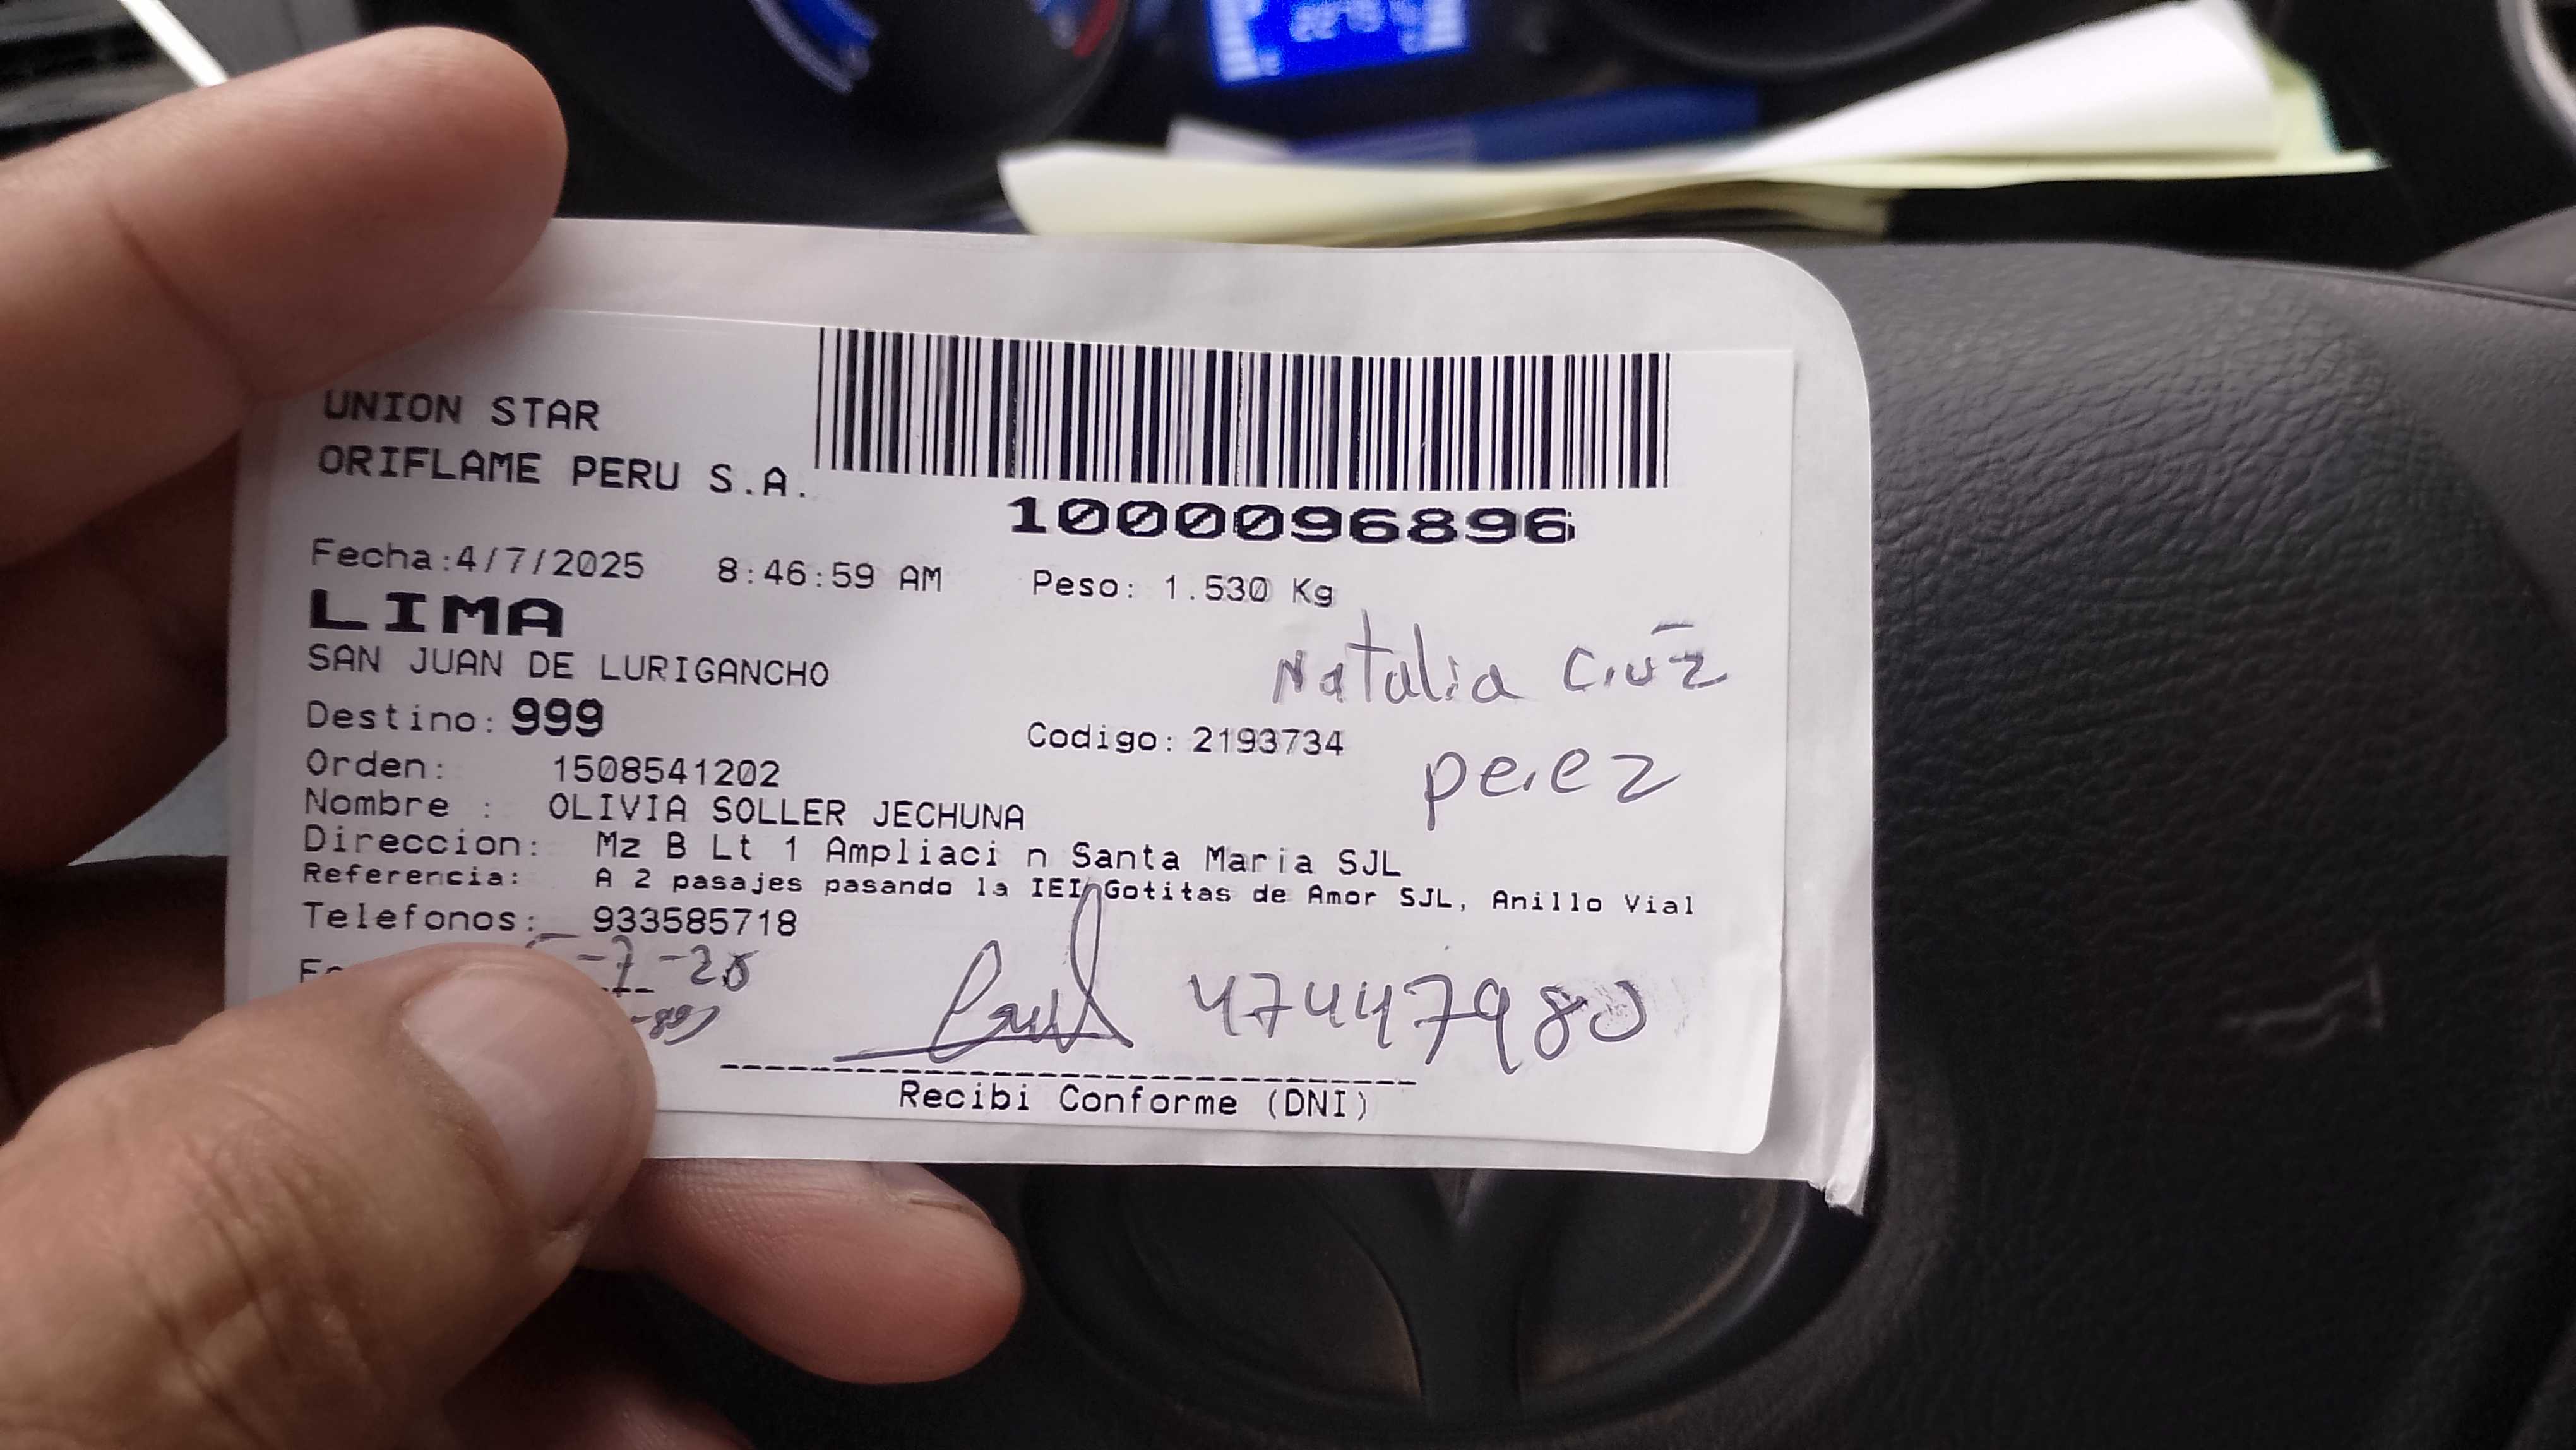 UNION STAR
ORIFLAME PERU S.A.
1000096896
Fecha:4/7/2025 8:46:59 AM Peso: 1.530 Kg
LIMA
SAN JUAN DE LURIGANCHO
Natalia Cruz
Destino: 999
Codigo: 2193734
perez
Orden: 1508541202
Nombre : OLIVIA SOLLER JECHUNA
Direccion: Mz B Lt 1 Ampliaci n Santa Maria SJL
Referencia: A 2 pasajes pasando la IEI Gotitas de Amor SJL, Anillo Vial
Telefonos: 933585718
-7-25
47447980
Recibi Conforme (DNI)